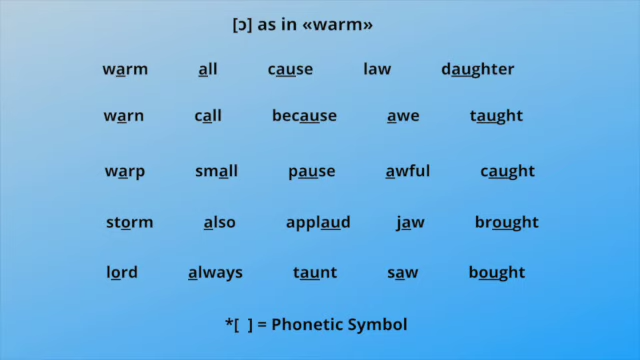 [ɔ] as in «warm»
warm all cause law daughter
warn call because awe taught
warp small pause awful caught
storm also applaud jaw brought
lord always taunt saw bought
*[ ] = Phonetic Symbol